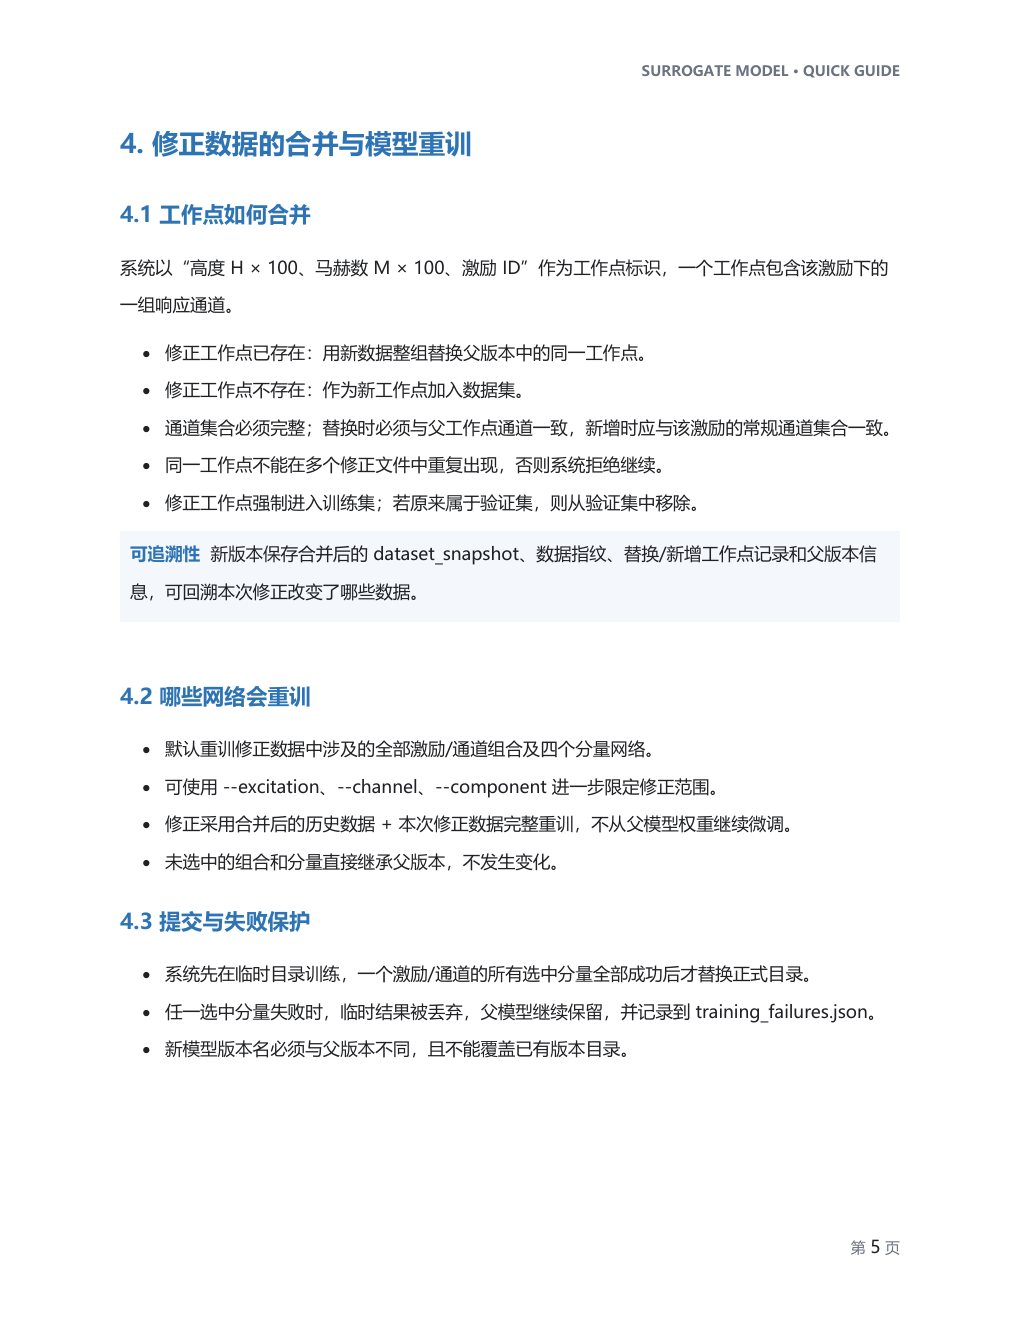 SURROGATE MODEL • QUICK GUIDE
4. 修正数据的合并与模型重训
4.1 工作点如何合并
系统以“高度 H × 100、马赫数 M × 100、激励 ID”作为工作点标识，一个工作点包含该激励下的
一组响应通道。
• 修正工作点已存在：用新数据整组替换父版本中的同一工作点。
• 修正工作点不存在：作为新工作点加入数据集。
• 通道集合必须完整；替换时必须与父工作点通道一致，新增时应与该激励的常规通道集合一致。
• 同一工作点不能在多个修正文件中重复出现，否则系统拒绝继续。
• 修正工作点强制进入训练集；若原来属于验证集，则从验证集中移除。
可追溯性 新版本保存合并后的 dataset_snapshot、数据指纹、替换/新增工作点记录和父版本信
息，可回溯本次修正改变了哪些数据。
4.2 哪些网络会重训
• 默认重训修正数据中涉及的全部激励/通道组合及四个分量网络。
• 可使用 --excitation、--channel、--component 进一步限定修正范围。
• 修正采用合并后的历史数据 + 本次修正数据完整重训，不从父模型权重继续微调。
• 未选中的组合和分量直接继承父版本，不发生变化。
4.3 提交与失败保护
• 系统先在临时目录训练，一个激励/通道的所有选中分量全部成功后才替换正式目录。
• 任一选中分量失败时，临时结果被丢弃，父模型继续保留，并记录到 training_failures.json。
• 新模型版本名必须与父版本不同，且不能覆盖已有版本目录。
第 5 页